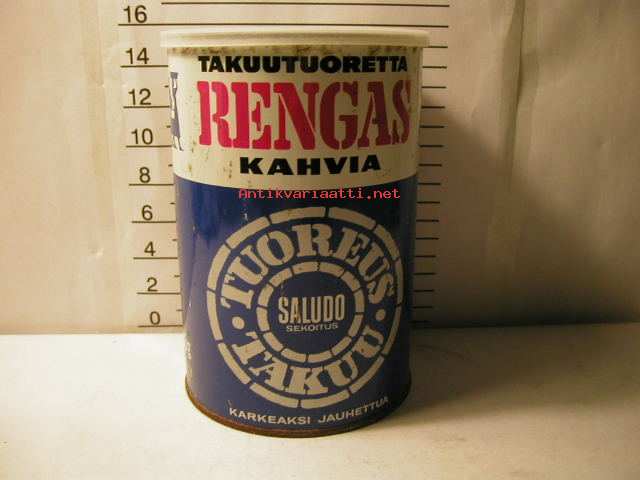 16
14
12
10
8
6
4
2
0
TAKUUTUORETTA
RENGAS
KAHVIA
Antikvariaatti.net
TUOREUS
SALUDO
SEKOITUS
TAKUU
KARKEAKSI JAUHETTUA